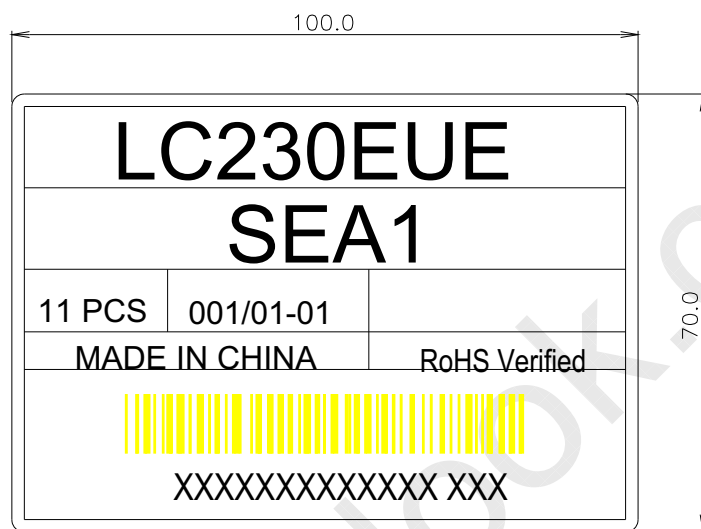 100.0
LC230EUE
SEA1
11 PCS 001/01-01
MADE IN CHINA RoHS Verified
70.0
XXXXXXXXXXXXX XXX